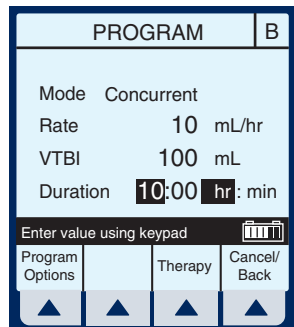 PROGRAM B
Mode Concurrent
Rate 10 mL/hr
VTBI 100 mL
Duration 10:00 hr : min
Enter value using keypad
Program Options Therapy Cancel/ Back